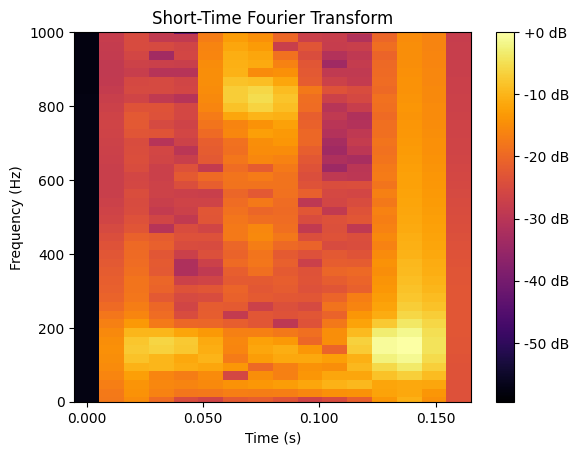 Short-Time Fourier Transform
1000
800
600
400
200
0
Frequency (Hz)
0.000
0.050
0.100
0.150
Time (s)
+0 dB
-10 dB
-20 dB
-30 dB
-40 dB
-50 dB